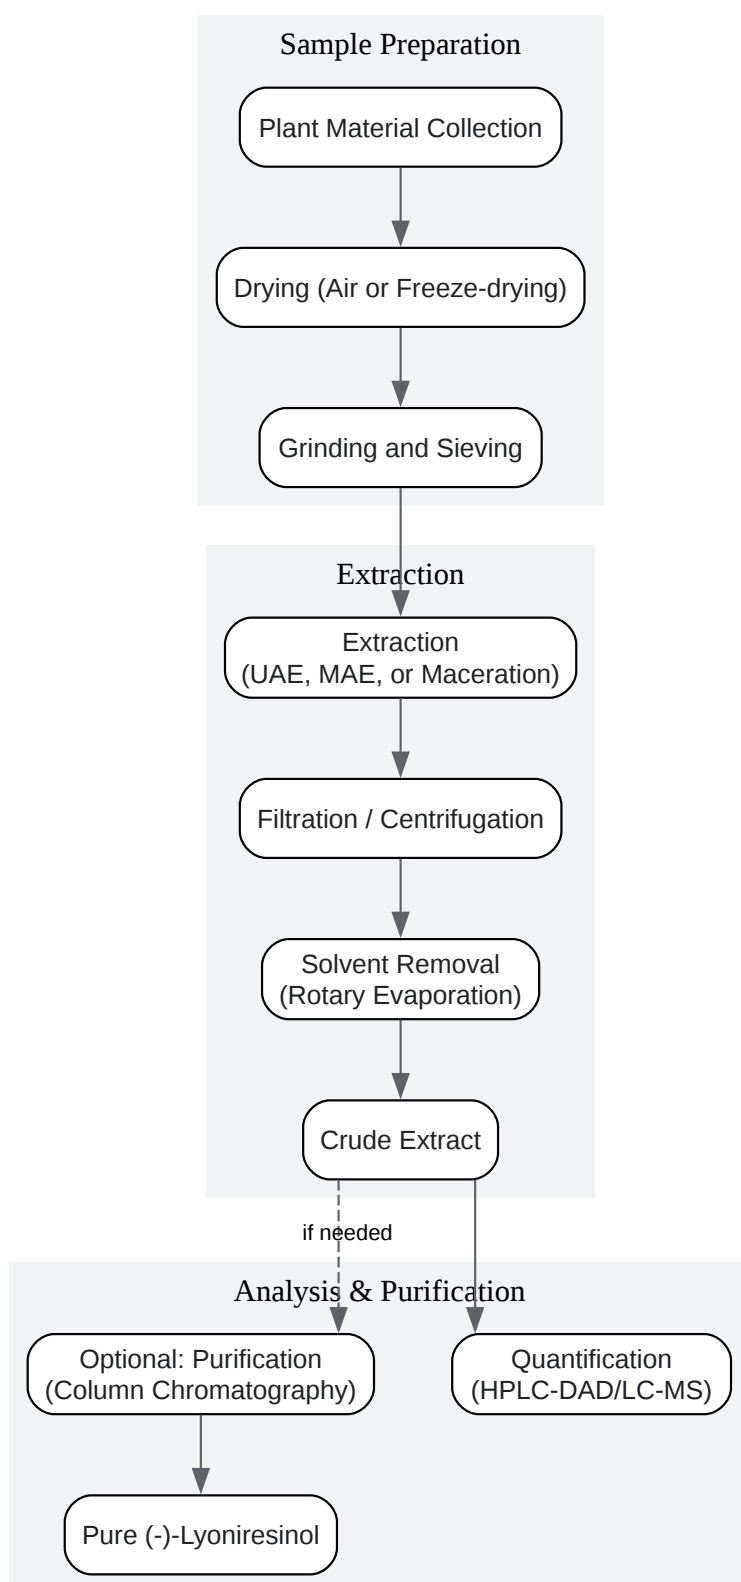 Sample Preparation
Plant Material Collection
Drying (Air or Freeze-drying)
Grinding and Sieving
Extraction
Extraction
(UAE, MAE, or Maceration)
Filtration / Centrifugation
Solvent Removal
(Rotary Evaporation)
Crude Extract
if needed
Analysis & Purification
Optional: Purification
(Column Chromatography)
Quantification
(HPLC-DAD/LC-MS)
Pure (-)-Lyoniresinol